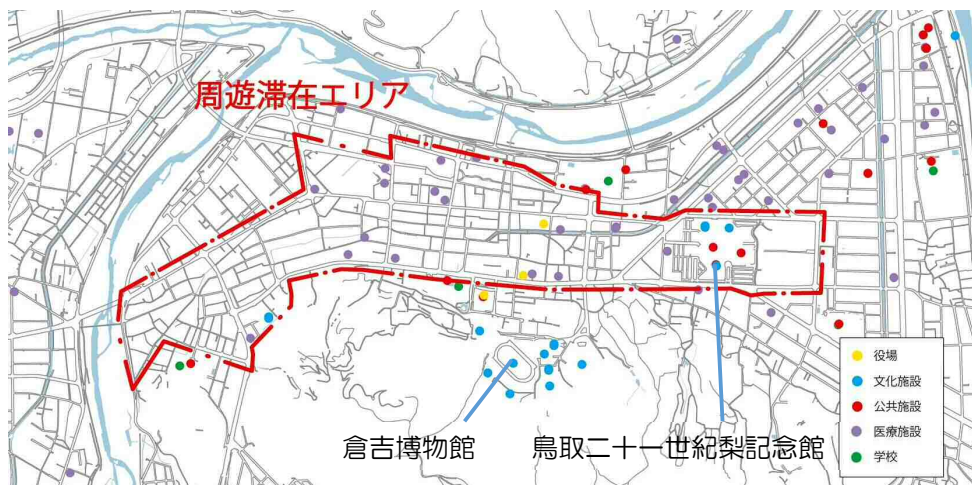 周遊滞在エリア
役場
文化施設
公共施設
医療施設
学校
倉吉博物館
鳥取二十一世紀梨記念館